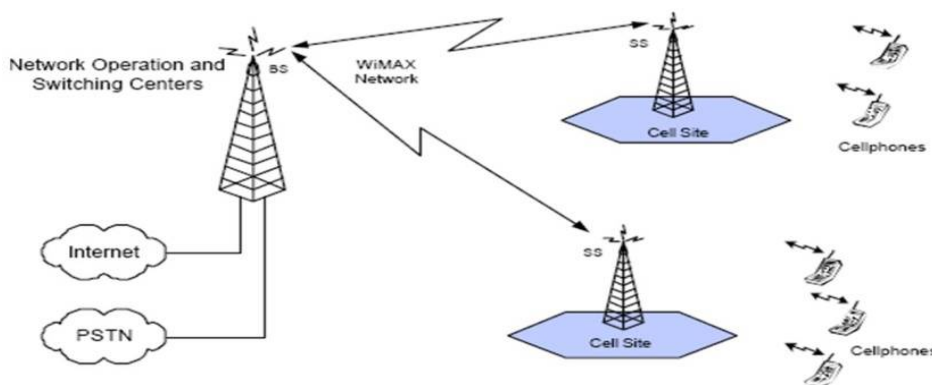 Network Operation and
Switching Centers
BS
WiMAX
Network
SS
Cell Site
Cellphones
Internet
PSTN
SS
Cell Site
Cellphones